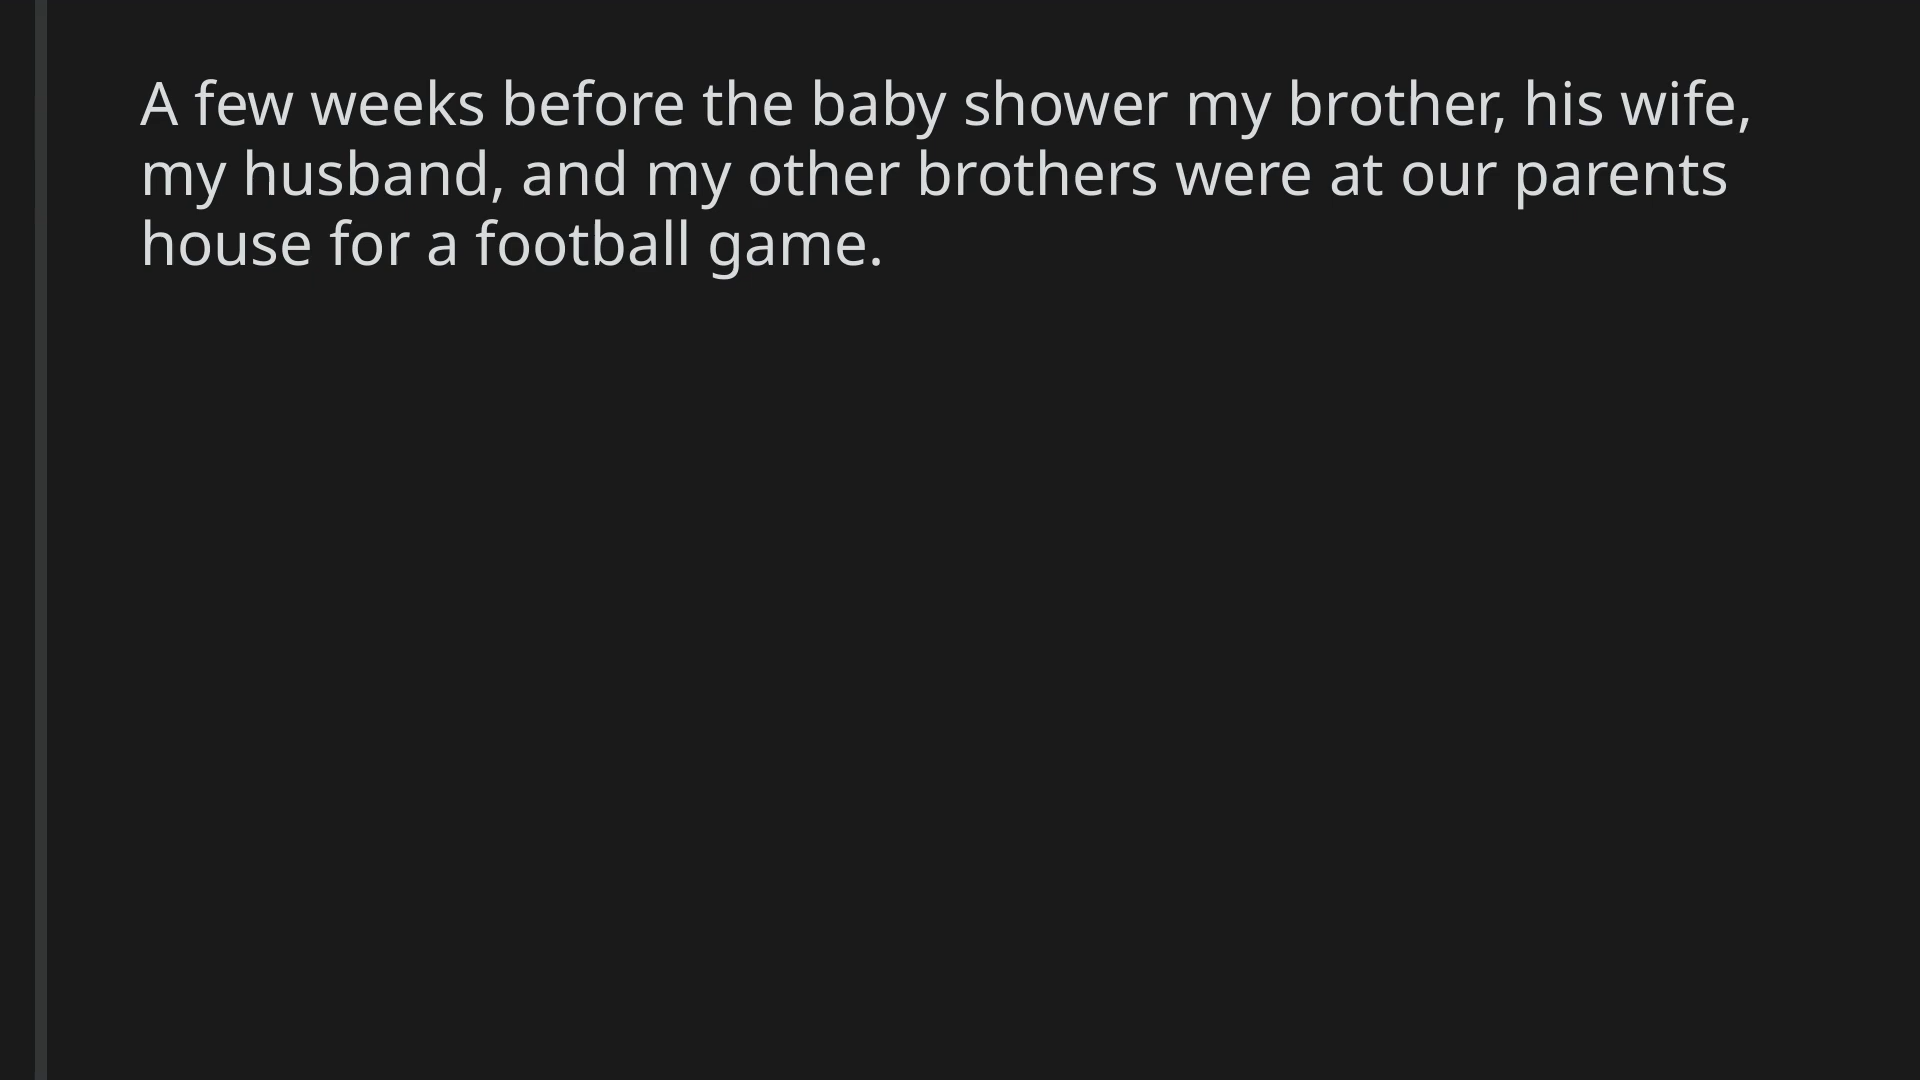 A few weeks before the baby shower my brother, his wife,
my husband, and my other brothers were at our parents
house for a football game.